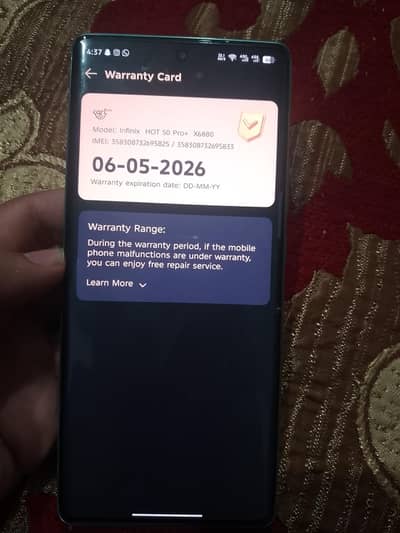 4:37
Warranty Card
Model: Infinix HOT 50 Pro+ X6880
IMEI: 358308732695825 / 358308732695833
06-05-2026
Warranty expiration date: DD-MM-YY
Warranty Range:
During the warranty period, if the mobile
phone malfunctions are under warranty,
you can enjoy free repair service.
Learn More